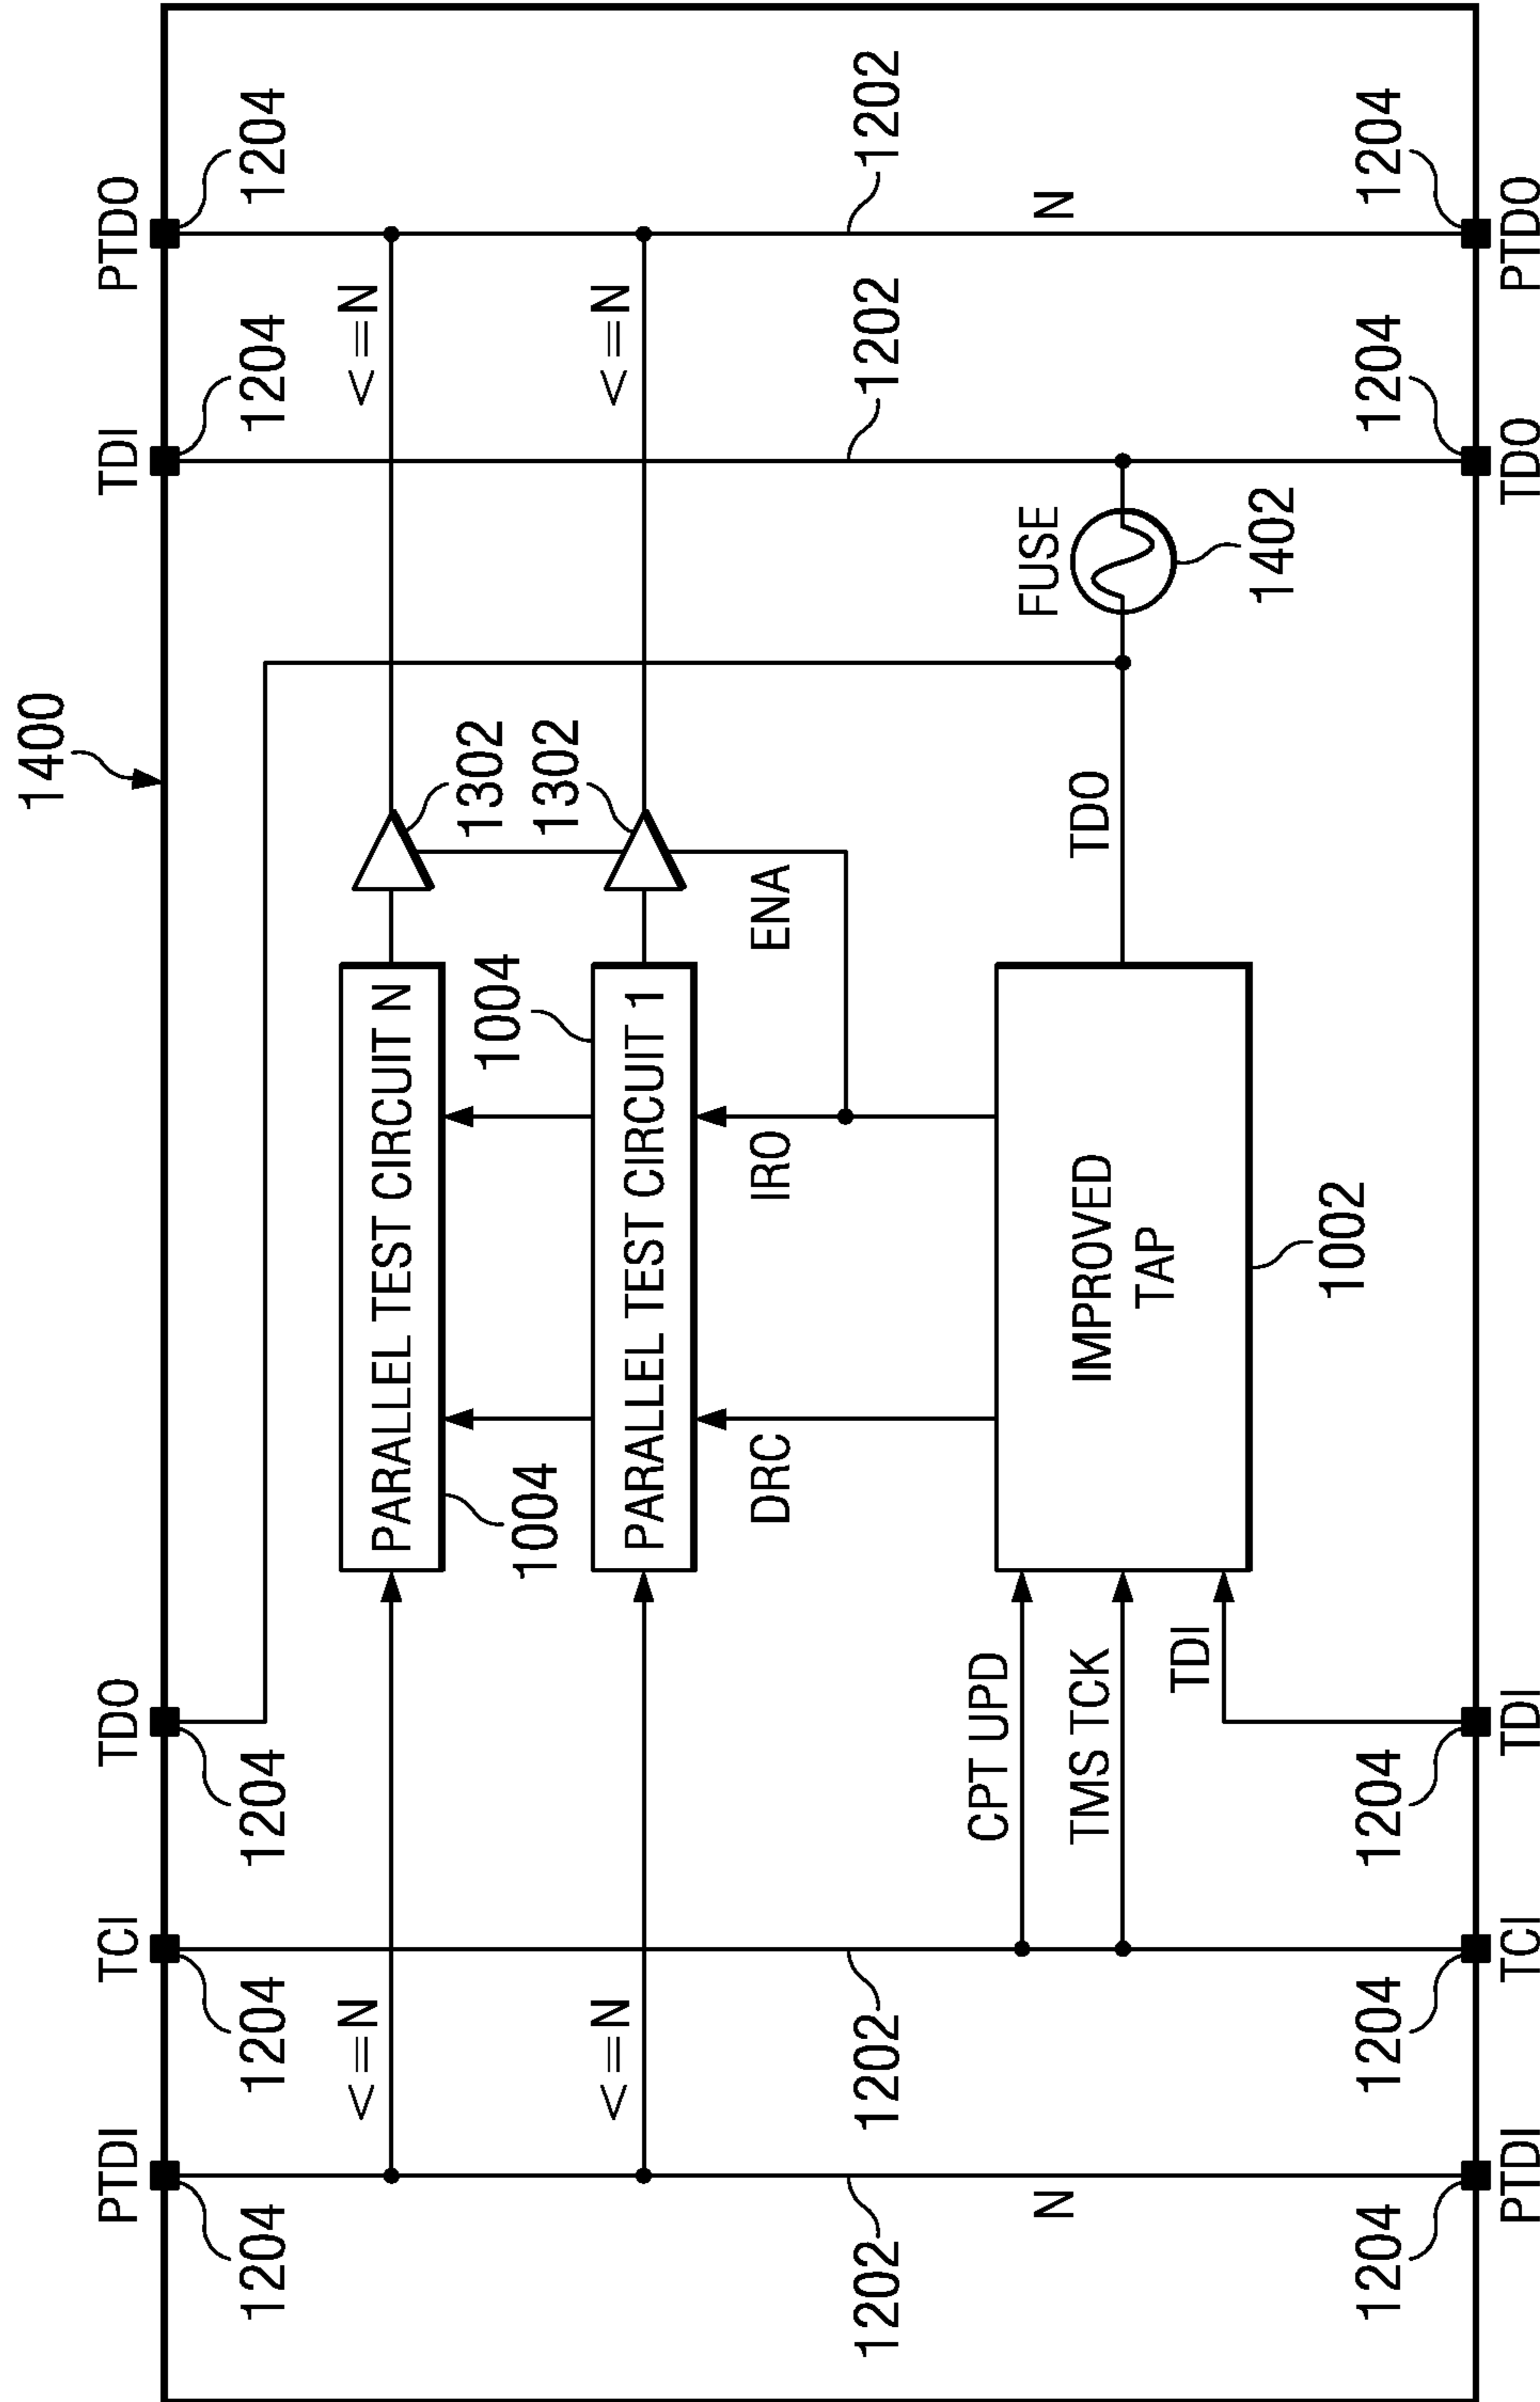 1400
PTDI
TCI
TDO
TDI
PTDO
1204
1204
1204
1204
1204
<=N
<=N
PARALLEL TEST CIRCUIT N
1302
1004
1004
1302
<=N
<=N
PARALLEL TEST CIRCUIT 1
DRC
IRO
ENA
1202
1202
1202
1202
N
N
CPT UPD
TMS TCK
TDI
IMPROVED
TAP
TDO
FUSE
1402
1002
1204
1204
1204
1204
1204
PTDI
TCI
TDI
TDO
PTDO